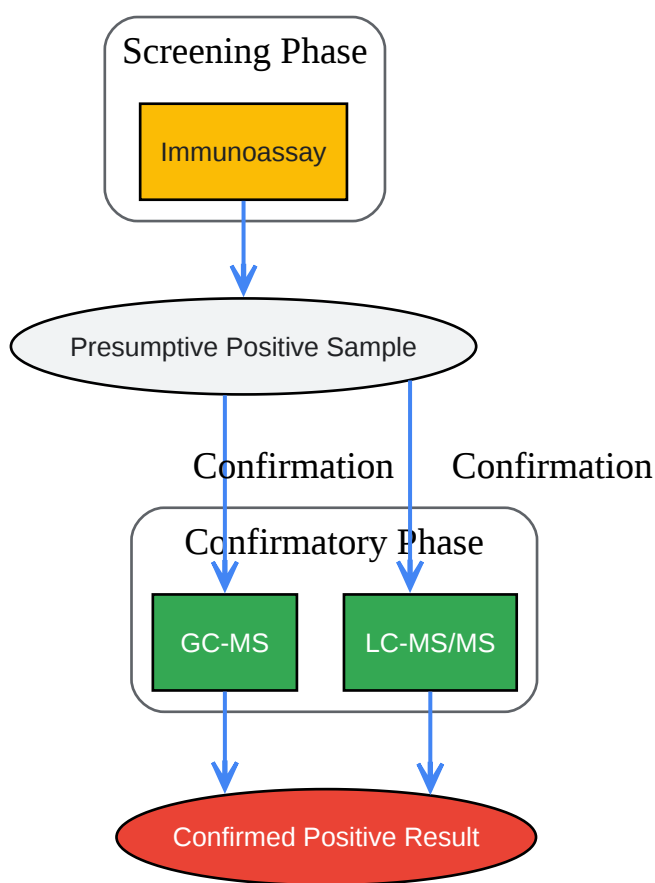 Screening Phase
Immunoassay
Presumptive Positive Sample
Confirmation
Confirmation
Confirmatory Phase
GC-MS
LC-MS/MS
Confirmed Positive Result